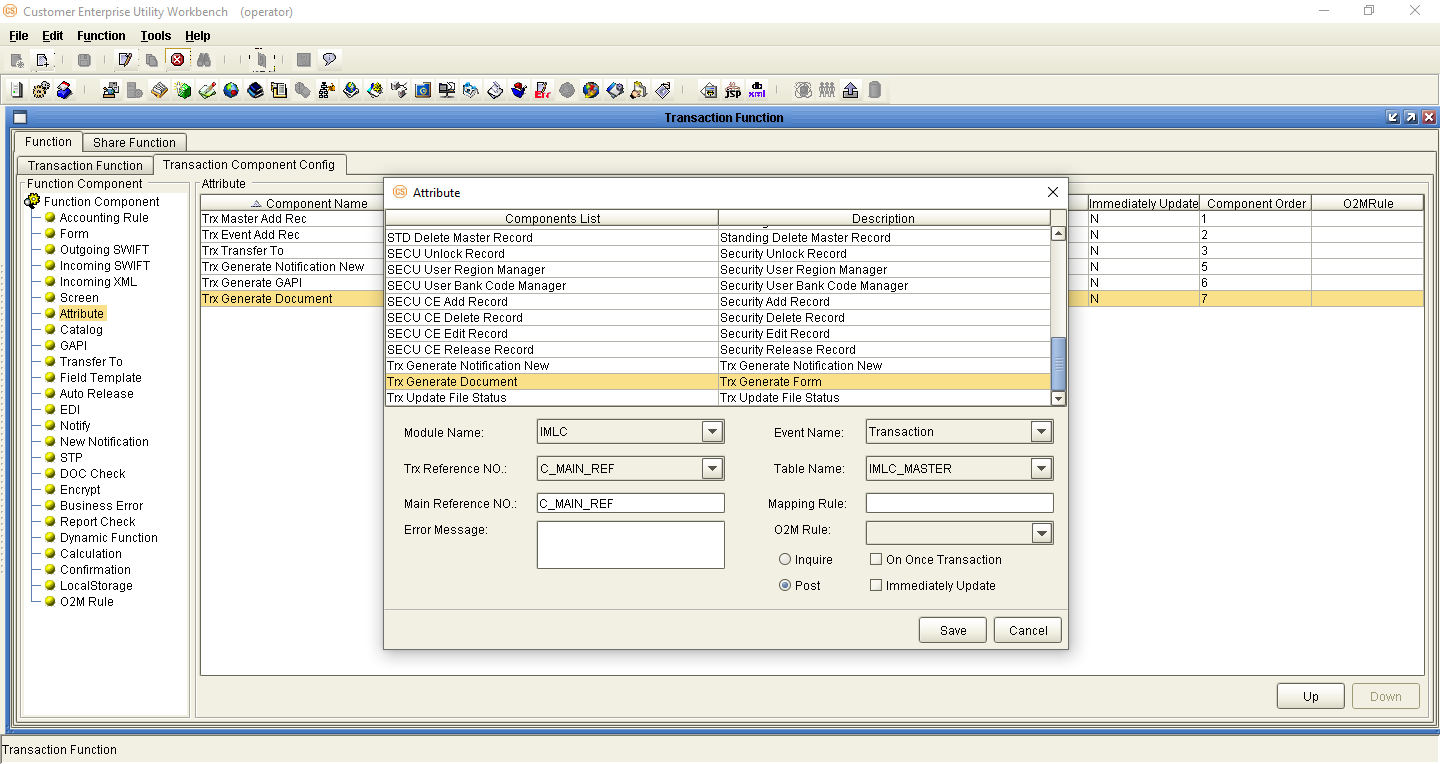 Customer Enterprise Utility Workbench (operator)
File Edit Function Tools Help
Transaction Function
Function Share Function
Transaction Function Transaction Component Config
Function Component
Function Component
Accounting Rule
Form
Outgoing SWIFT
Incoming SWIFT
Incoming XML
Screen
Attribute
Catalog
GAPI
Transfer To
Field Template
Auto Release
EDI
Notify
New Notification
STP
DOC Check
Encrypt
Business Error
Report Check
Dynamic Function
Calculation
Confirmation
LocalStorage
O2M Rule
Attribute
Component Name Immediately Update Component Order O2MRule
Trx Master Add Rec N 1
Trx Event Add Rec N 2
Trx Transfer To N 3
Trx Generate Notification New N 5
Trx Generate GAPI N 6
Trx Generate Document N 7
Attribute
Components List Description
STD Delete Master Record Standing Delete Master Record
SECU Unlock Record Security Unlock Record
SECU User Region Manager Security User Region Manager
SECU User Bank Code Manager Security User Bank Code Manager
SECU CE Add Record Security Add Record
SECU CE Delete Record Security Delete Record
SECU CE Edit Record Security Edit Record
SECU CE Release Record Security Release Record
Trx Generate Notification New Trx Generate Notification New
Trx Generate Document Trx Generate Form
Trx Update File Status Trx Update File Status
Module Name: IMLC Event Name: Transaction
Trx Reference NO.: C_MAIN_REF Table Name: IMLC_MASTER
Main Reference NO.: C_MAIN_REF Mapping Rule:
Error Message: O2M Rule:
Inquire On Once Transaction
Post Immediately Update
Save Cancel
Up Down
Transaction Function